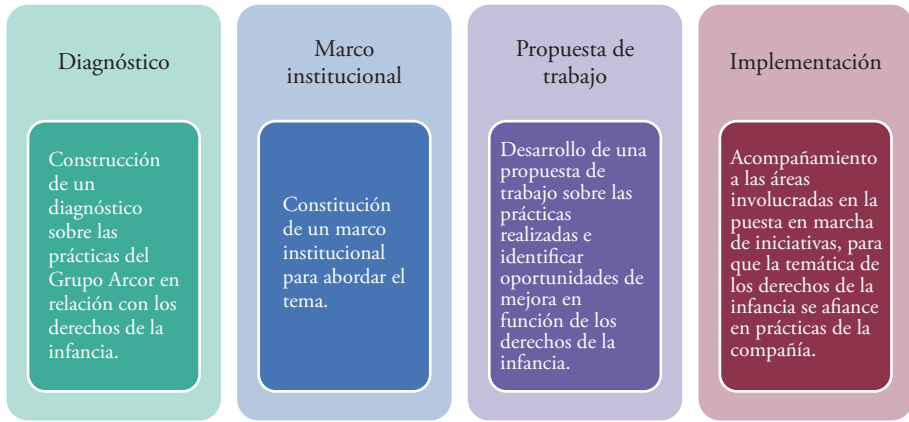 Diagnóstico
Construcción
de un
diagnóstico
sobre las
prácticas del
Grupo Arcor en
relación con los
derechos de la
infancia.
Marco
institucional
Constitución
de un marco
institucional
para abordar el
tema.
Propuesta de
trabajo
Desarrollo de una
propuesta de
trabajo sobre las
prácticas
realizadas e
identificar
oportunidades de
mejora en
función de los
derechos de la
infancia.
Implementación
Acompañamiento
a las áreas
involucradas en la
puesta en marcha
de iniciativas, para
que la temática de
los derechos de la
infancia se afiance
en prácticas de la
compañía.